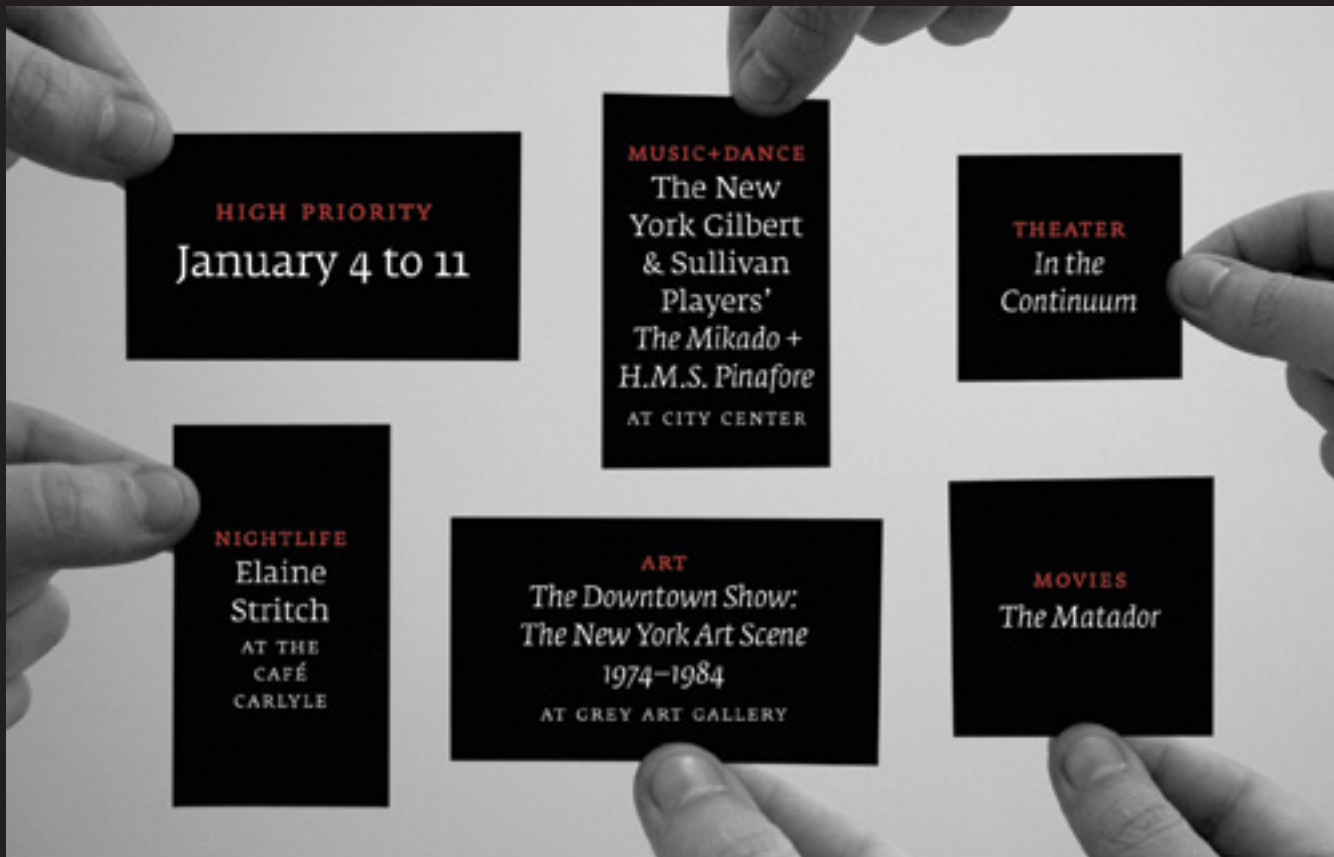 HIGH PRIORITY
January 4 to 11
MUSIC+DANCE
The New
York Gilbert
& Sullivan
Players’
The Mikado +
H.M.S. Pinafore
AT CITY CENTER
THEATER
In the
Continuum
NIGHTLIFE
Elaine
Stritch
AT THE
CAFÉ
CARLYLE
ART
The Downtown Show:
The New York Art Scene
1974–1984
AT GREY ART GALLERY
MOVIES
The Matador